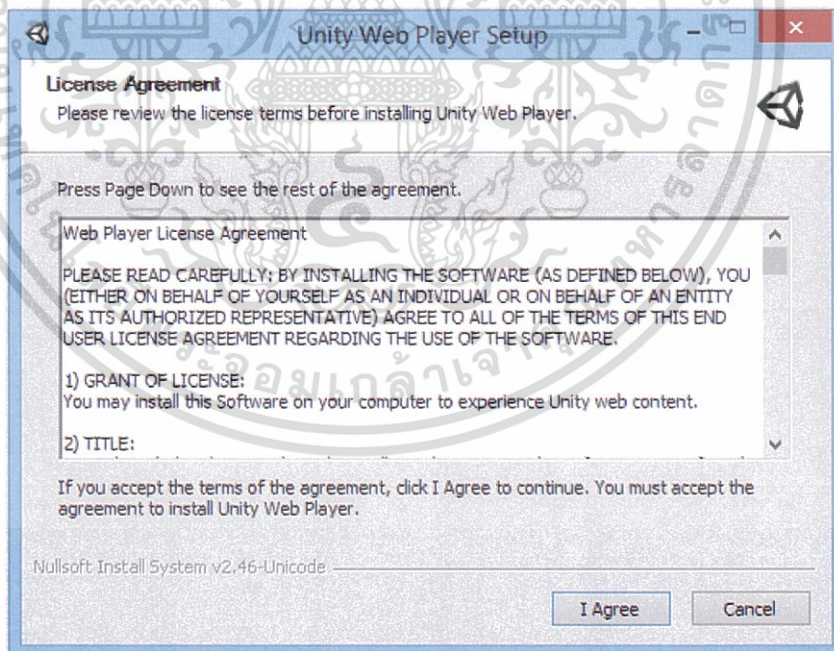 Unity Web Player Setup
License Agreement
Please review the license terms before installing Unity Web Player.
Press Page Down to see the rest of the agreement.
Web Player License Agreement
PLEASE READ CAREFULLY: BY INSTALLING THE SOFTWARE (AS DEFINED BELOW), YOU
(EITHER ON BEHALF OF YOURSELF AS AN INDIVIDUAL OR ON BEHALF OF AN ENTITY
AS ITS AUTHORIZED REPRESENTATIVE) AGREE TO ALL OF THE TERMS OF THIS END
USER LICENSE AGREEMENT REGARDING THE USE OF THE SOFTWARE.
1) GRANT OF LICENSE:
You may install this Software on your computer to experience Unity web content.
2) TITLE:
If you accept the terms of the agreement, click I Agree to continue. You must accept the
agreement to install Unity Web Player.
Nullsoft Install System v2.46-Unicode
I Agree
Cancel